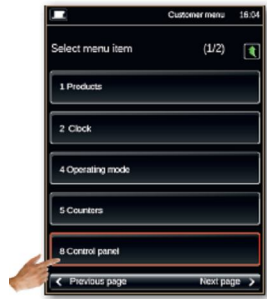 Customer menu 16:04
Select menu item (1/2)
1 Products
2 Clock
4 Operating mode
5 Counters
8 Control panel
< Previous page Next page >